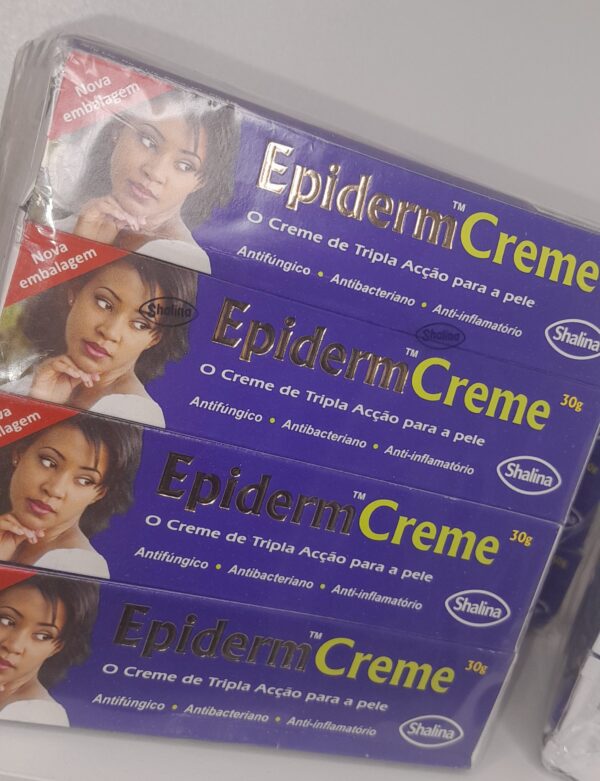 Nova
embalagem
Epiderm™Creme
O Creme de Tripla Acção para a pele
Antifúngico • Antibacteriano • Anti-inflamatório
Shalina
Nova
embalagem
Shalina
Shalina
Epiderm™Creme 30g
O Creme de Tripla Acção para a pele
Antifúngico • Antibacteriano • Anti-inflamatório
Shalina
va
lagem
Epiderm™Creme 30g
O Creme de Tripla Acção para a pele
Antifúngico • Antibacteriano • Anti-inflamatório
Shalina
Epiderm™Creme 30g
O Creme de Tripla Acção para a pele
Antifúngico • Antibacteriano • Anti-inflamatório
Shalina